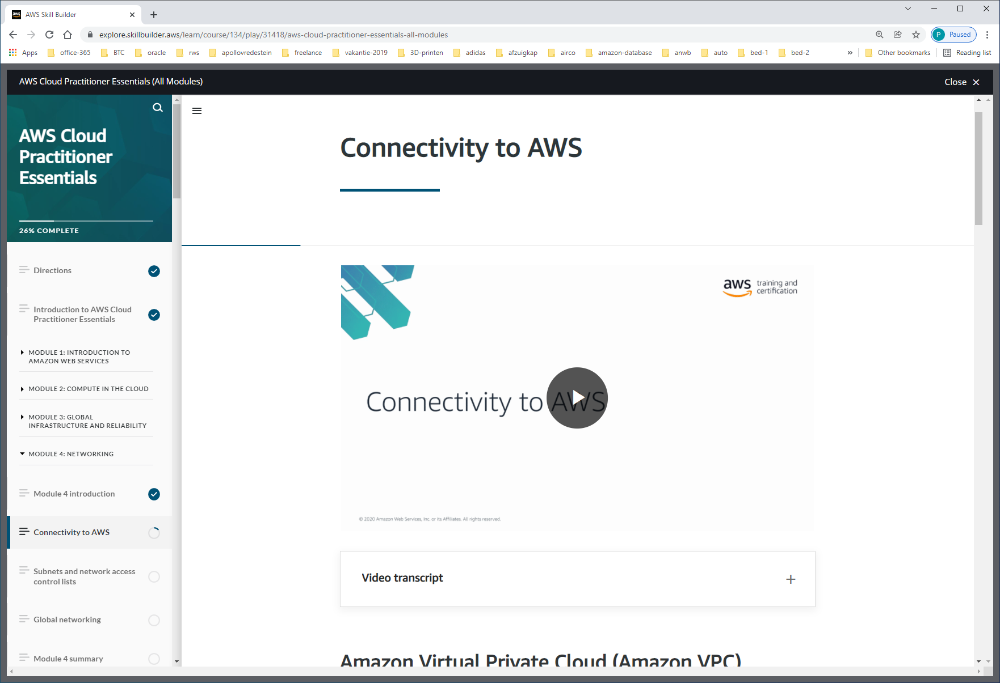 AWS Skill Builder
explore.skillbuilder.aws/learn/course/134/play/31418/aws-cloud-practitioner-essentials-all-modules
P Paused
Apps office-365 BTC oracle rws apollovredestein freelance vakantie-2019 3D-printen adidas afzuigkap airco amazon-database anwb auto bed-1 bed-2 » Other bookmarks Reading list
AWS Cloud Practitioner Essentials (All Modules)
Close
AWS Cloud
Practitioner
Essentials
26% COMPLETE
Directions
Introduction to AWS Cloud
Practitioner Essentials
MODULE 1: INTRODUCTION TO
AMAZON WEB SERVICES
MODULE 2: COMPUTE IN THE CLOUD
MODULE 3: GLOBAL
INFRASTRUCTURE AND RELIABILITY
MODULE 4: NETWORKING
Module 4 introduction
Connectivity to AWS
Subnets and network access
control lists
Global networking
Module 4 summary
Connectivity to AWS
aws training and
certification
Connectivity to AWS
© 2020 Amazon Web Services, Inc. or its Affiliates. All rights reserved.
Video transcript
Amazon Virtual Private Cloud (Amazon VPC)